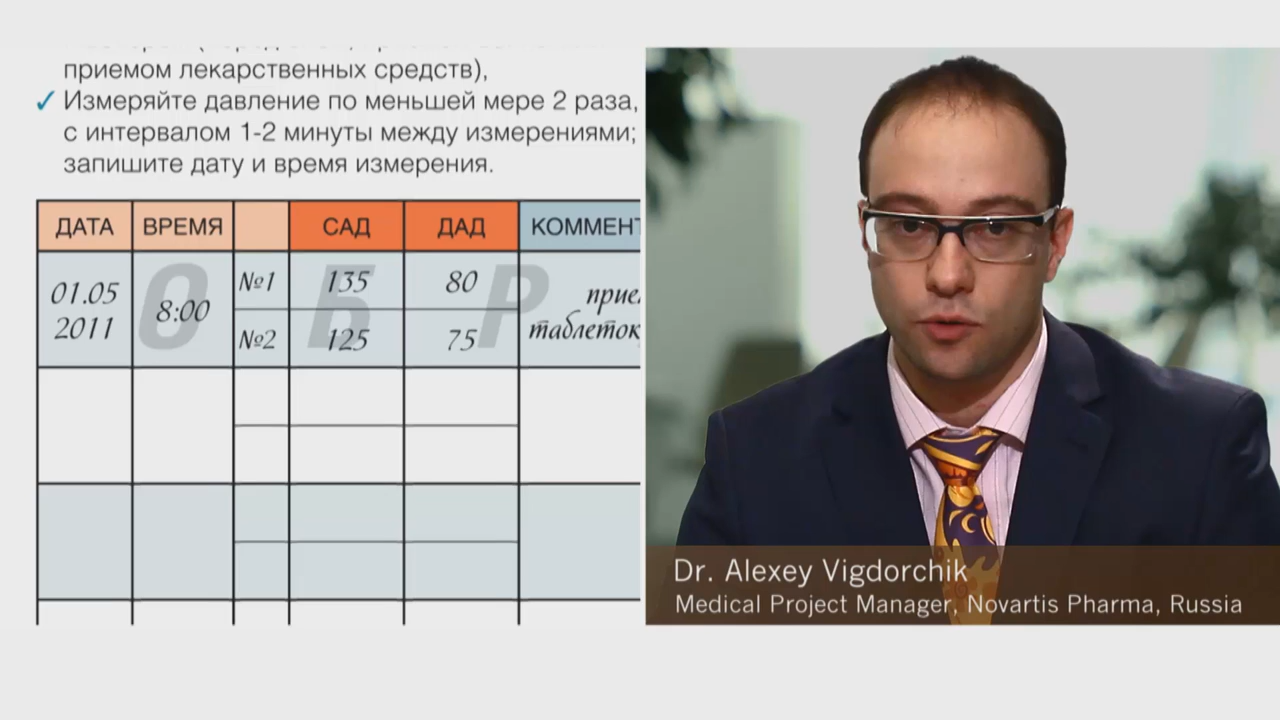 приемом лекарственных средств),
✓ Измеряйте давление по меньшей мере 2 раза,
с интервалом 1-2 минуты между измерениями;
запишите дату и время измерения.
ДАТА ВРЕМЯ САД ДАД КОММЕНТ
01.05 2011 8:00 №1 135 80 прие
№2 125 75 таблеток
О Б Р
Dr. Alexey Vigdorchik
Medical Project Manager, Novartis Pharma, Russia